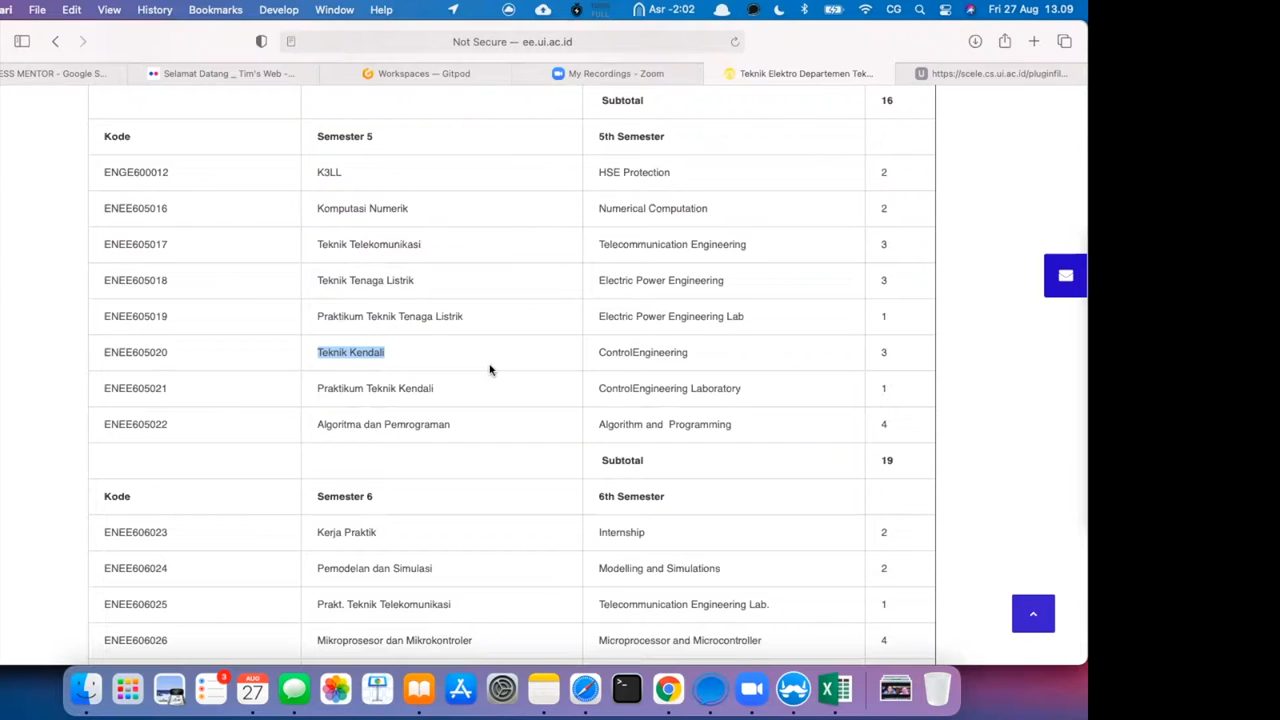 ari File Edit View History Bookmarks Develop Window Help Asr -2:02 CG Fri 27 Aug 13.09
Not Secure — ee.ui.ac.id
ESS MENTOR - Google S... Selamat Datang _ Tim's Web -... Workspaces — Gitpod My Recordings - Zoom Teknik Elektro Departemen Tek... U https://scele.cs.ui.ac.id/pluginfil...
Subtotal 16
Kode Semester 5 5th Semester
ENGE600012 K3LL HSE Protection 2
ENEE605016 Komputasi Numerik Numerical Computation 2
ENEE605017 Teknik Telekomunikasi Telecommunication Engineering 3
ENEE605018 Teknik Tenaga Listrik Electric Power Engineering 3
ENEE605019 Praktikum Teknik Tenaga Listrik Electric Power Engineering Lab 1
ENEE605020 Teknik Kendali ControlEngineering 3
ENEE605021 Praktikum Teknik Kendali ControlEngineering Laboratory 1
ENEE605022 Algoritma dan Pemrograman Algorithm and Programming 4
Subtotal 19
Kode Semester 6 6th Semester
ENEE606023 Kerja Praktik Internship 2
ENEE606024 Pemodelan dan Simulasi Modelling and Simulations 2
ENEE606025 Prakt. Teknik Telekomunikasi Telecommunication Engineering Lab. 1
ENEE606026 Mikroprosesor dan Mikrokontroler Microprocessor and Microcontroller 4
3
AUG
27